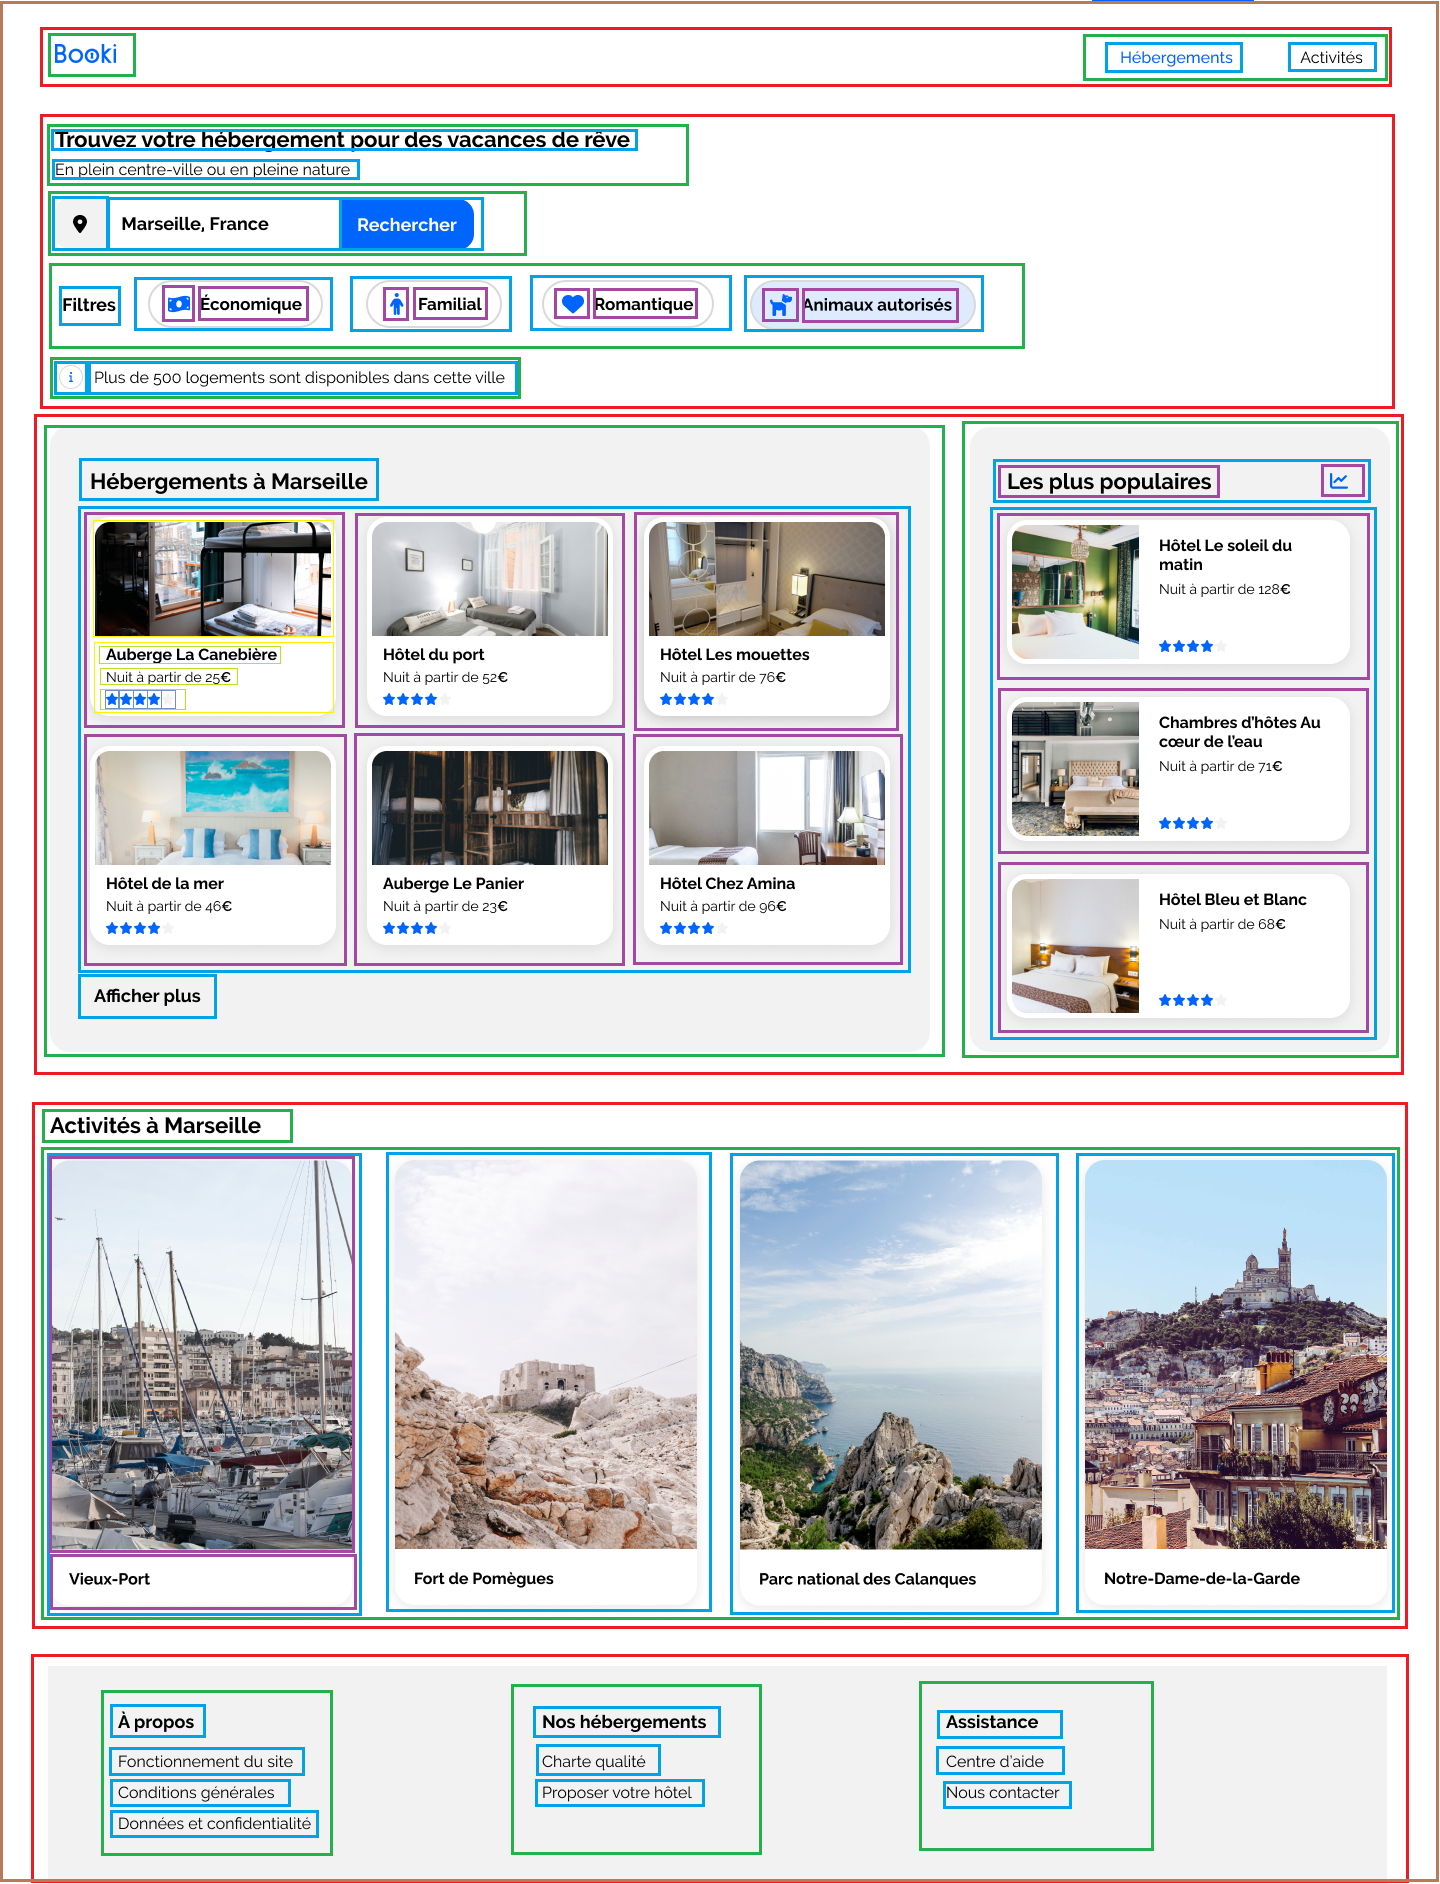 Booki
Hébergements
Activités
Trouvez votre hébergement pour des vacances de rêve
En plein centre-ville ou en pleine nature
Marseille, France
Rechercher
Filtres
Économique
Familial
Romantique
Animaux autorisés
Plus de 500 logements sont disponibles dans cette ville
Hébergements à Marseille
Auberge La Canebière
Nuit à partir de 25€
Hôtel du port
Nuit à partir de 52€
Hôtel Les mouettes
Nuit à partir de 76€
Hôtel de la mer
Nuit à partir de 46€
Auberge Le Panier
Nuit à partir de 23€
Hôtel Chez Amina
Nuit à partir de 96€
Afficher plus
Les plus populaires
Hôtel Le soleil du
matin
Nuit à partir de 128€
Chambres d'hôtes Au
cœur de l'eau
Nuit à partir de 71€
Hôtel Bleu et Blanc
Nuit à partir de 68€
Activités à Marseille
Vieux-Port
Fort de Pomègues
Parc national des Calanques
Notre-Dame-de-la-Garde
À propos
Fonctionnement du site
Conditions générales
Données et confidentialité
Nos hébergements
Charte qualité
Proposer votre hôtel
Assistance
Centre d'aide
Nous contacter